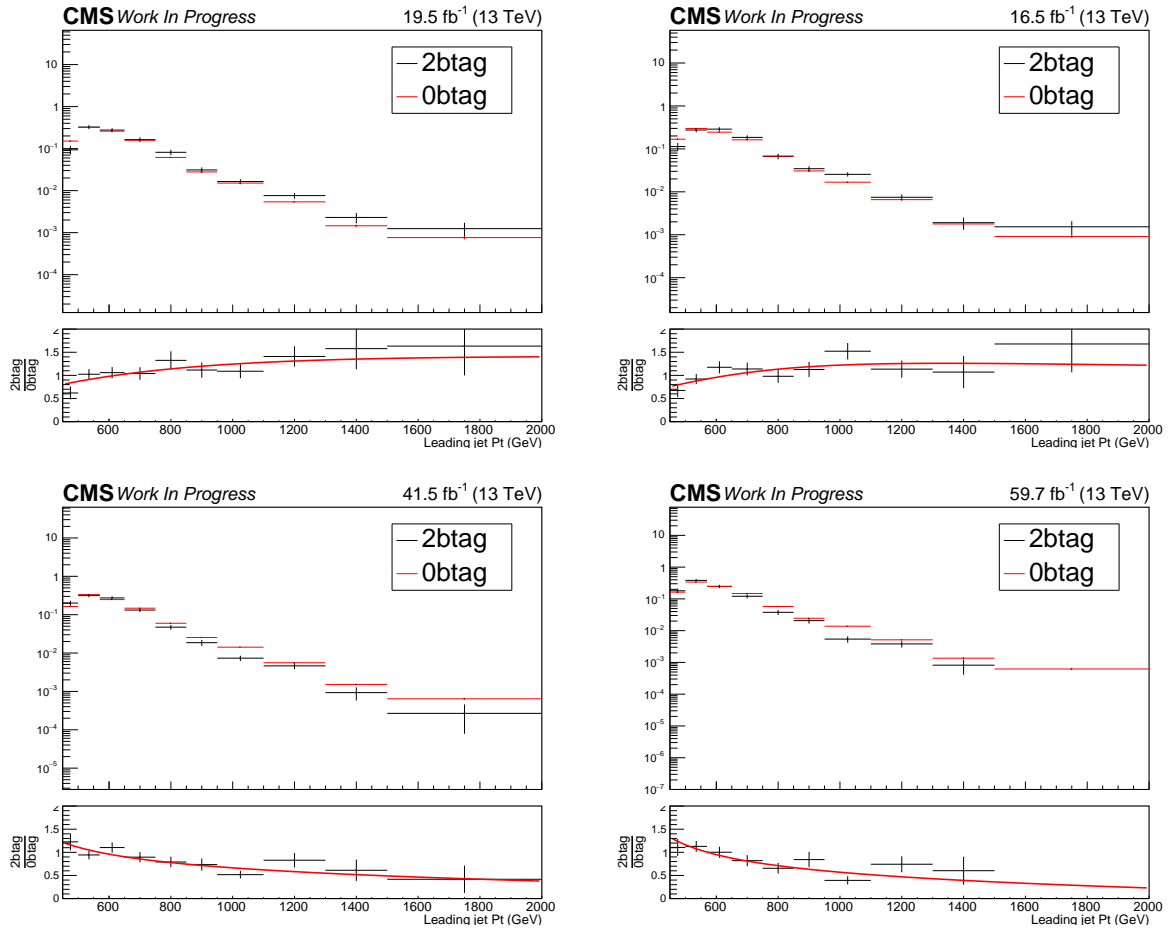 CMS Work In Progress 19.5 fb⁻¹ (13 TeV)
2btag
0btag
10
1
10⁻¹
10⁻²
10⁻³
10⁻⁴
2
1.5
1
0.5
0
2btag
0btag
600 800 1000 1200 1400 1600 1800 2000
Leading jet Pt (GeV)
CMS Work In Progress 16.5 fb⁻¹ (13 TeV)
2btag
0btag
10
1
10⁻¹
10⁻²
10⁻³
10⁻⁴
2
1.5
1
0.5
0
2btag
0btag
600 800 1000 1200 1400 1600 1800 2000
Leading jet Pt (GeV)
CMS Work In Progress 41.5 fb⁻¹ (13 TeV)
2btag
0btag
10
1
10⁻¹
10⁻²
10⁻³
10⁻⁴
10⁻⁵
2
1.5
1
0.5
0
2btag
0btag
600 800 1000 1200 1400 1600 1800 2000
Leading jet Pt (GeV)
CMS Work In Progress 59.7 fb⁻¹ (13 TeV)
2btag
0btag
10
1
10⁻¹
10⁻²
10⁻³
10⁻⁴
10⁻⁵
10⁻⁶
10⁻⁷
2
1.5
1
0.5
0
2btag
0btag
600 800 1000 1200 1400 1600 1800 2000
Leading jet Pt (GeV)